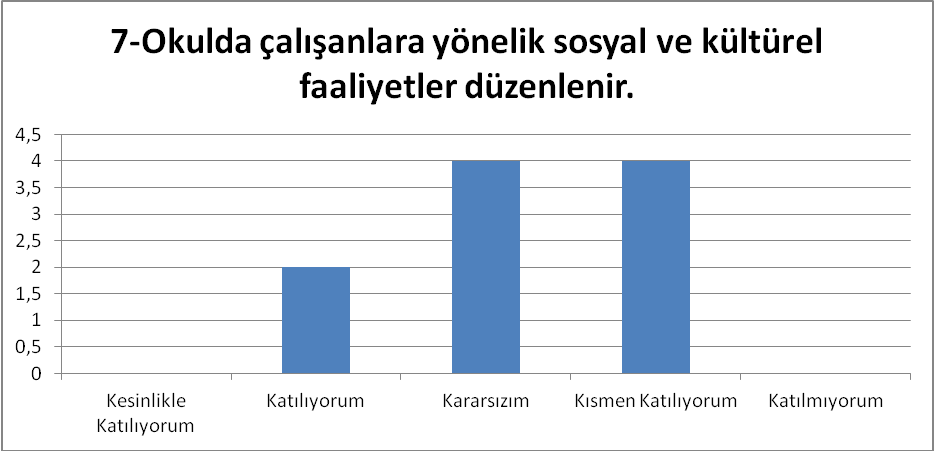 7-Okulda çalışanlara yönelik sosyal ve kültürel
faaliyetler düzenlenir.
4,5
4
3,5
3
2,5
2
1,5
1
0,5
0
Kesinlikle
Katılıyorum
Katılıyorum
Kararsızım
Kısmen Katılıyorum
Katılmıyorum